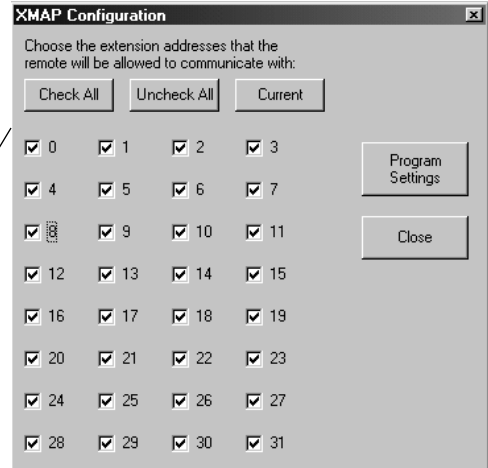 XMAP Configuration
Choose the extension addresses that the
remote will be allowed to communicate with:
Check All Uncheck All Current
0 1 2 3
Program
Settings
4 5 6 7
8 9 10 11
Close
12 13 14 15
16 17 18 19
20 21 22 23
24 25 26 27
28 29 30 31